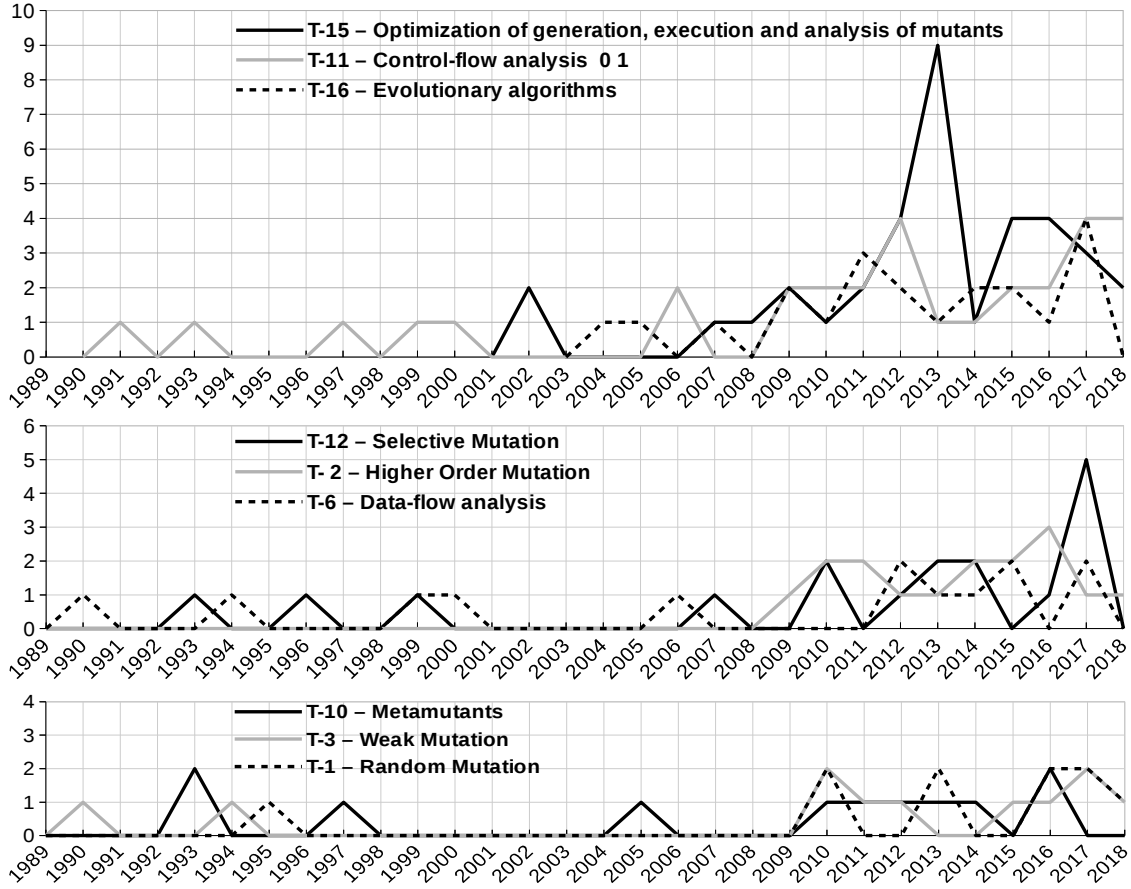 10
9
8
7
6
5
4
3
2
1
0
T-15 – Optimization of generation, execution and analysis of mutants
T-11 – Control-flow analysis  0 1
T-16 – Evolutionary algorithms
1989 1990 1991 1992 1993 1994 1995 1996 1997 1998 1999 2000 2001 2002 2003 2004 2005 2006 2007 2008 2009 2010 2011 2012 2013 2014 2015 2016 2017 2018
6
5
4
3
2
1
0
T-12 – Selective Mutation
T- 2 – Higher Order Mutation
T-6 – Data-flow analysis
1989 1990 1991 1992 1993 1994 1995 1996 1997 1998 1999 2000 2001 2002 2003 2004 2005 2006 2007 2008 2009 2010 2011 2012 2013 2014 2015 2016 2017 2018
4
3
2
1
0
T-10 – Metamutants
T-3 – Weak Mutation
T-1 – Random Mutation
1989 1990 1991 1992 1993 1994 1995 1996 1997 1998 1999 2000 2001 2002 2003 2004 2005 2006 2007 2008 2009 2010 2011 2012 2013 2014 2015 2016 2017 2018